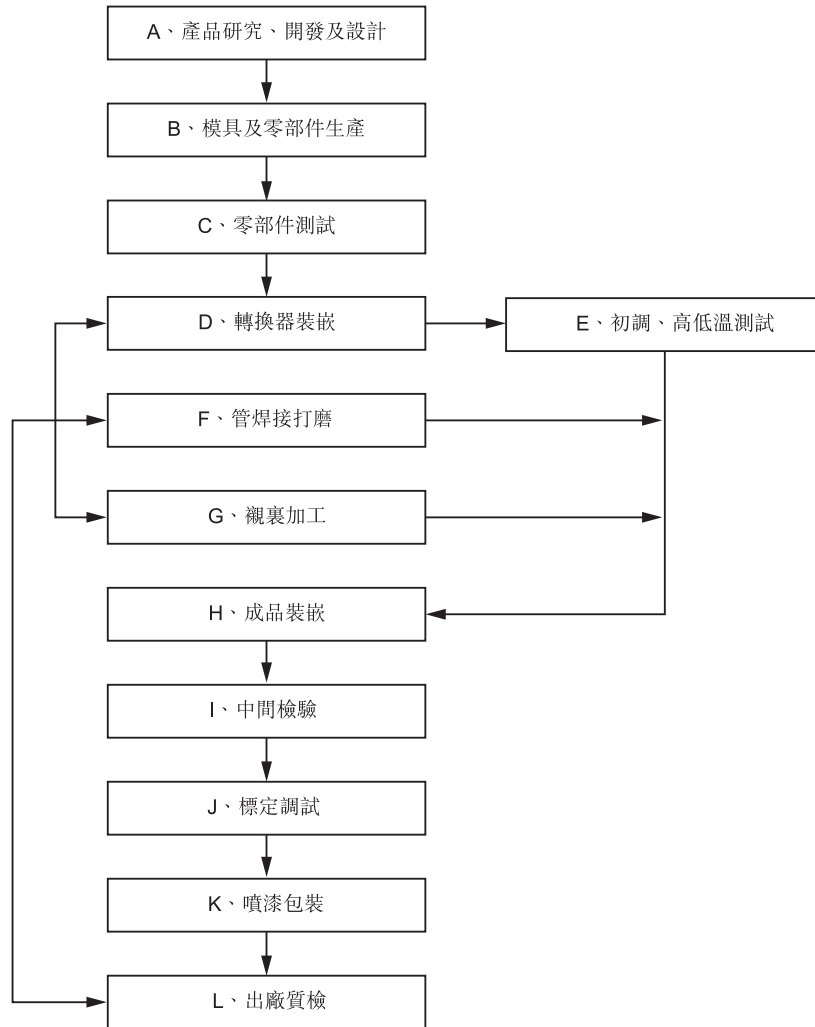 A、產品研究、開發及設計
B、模具及零部件生產
C、零部件測試
D、轉換器裝嵌
E、初調、高低溫測試
F、管焊接打磨
G、襯裏加工
H、成品裝嵌
I、中間檢驗
J、標定調試
K、噴漆包裝
L、出廠質檢